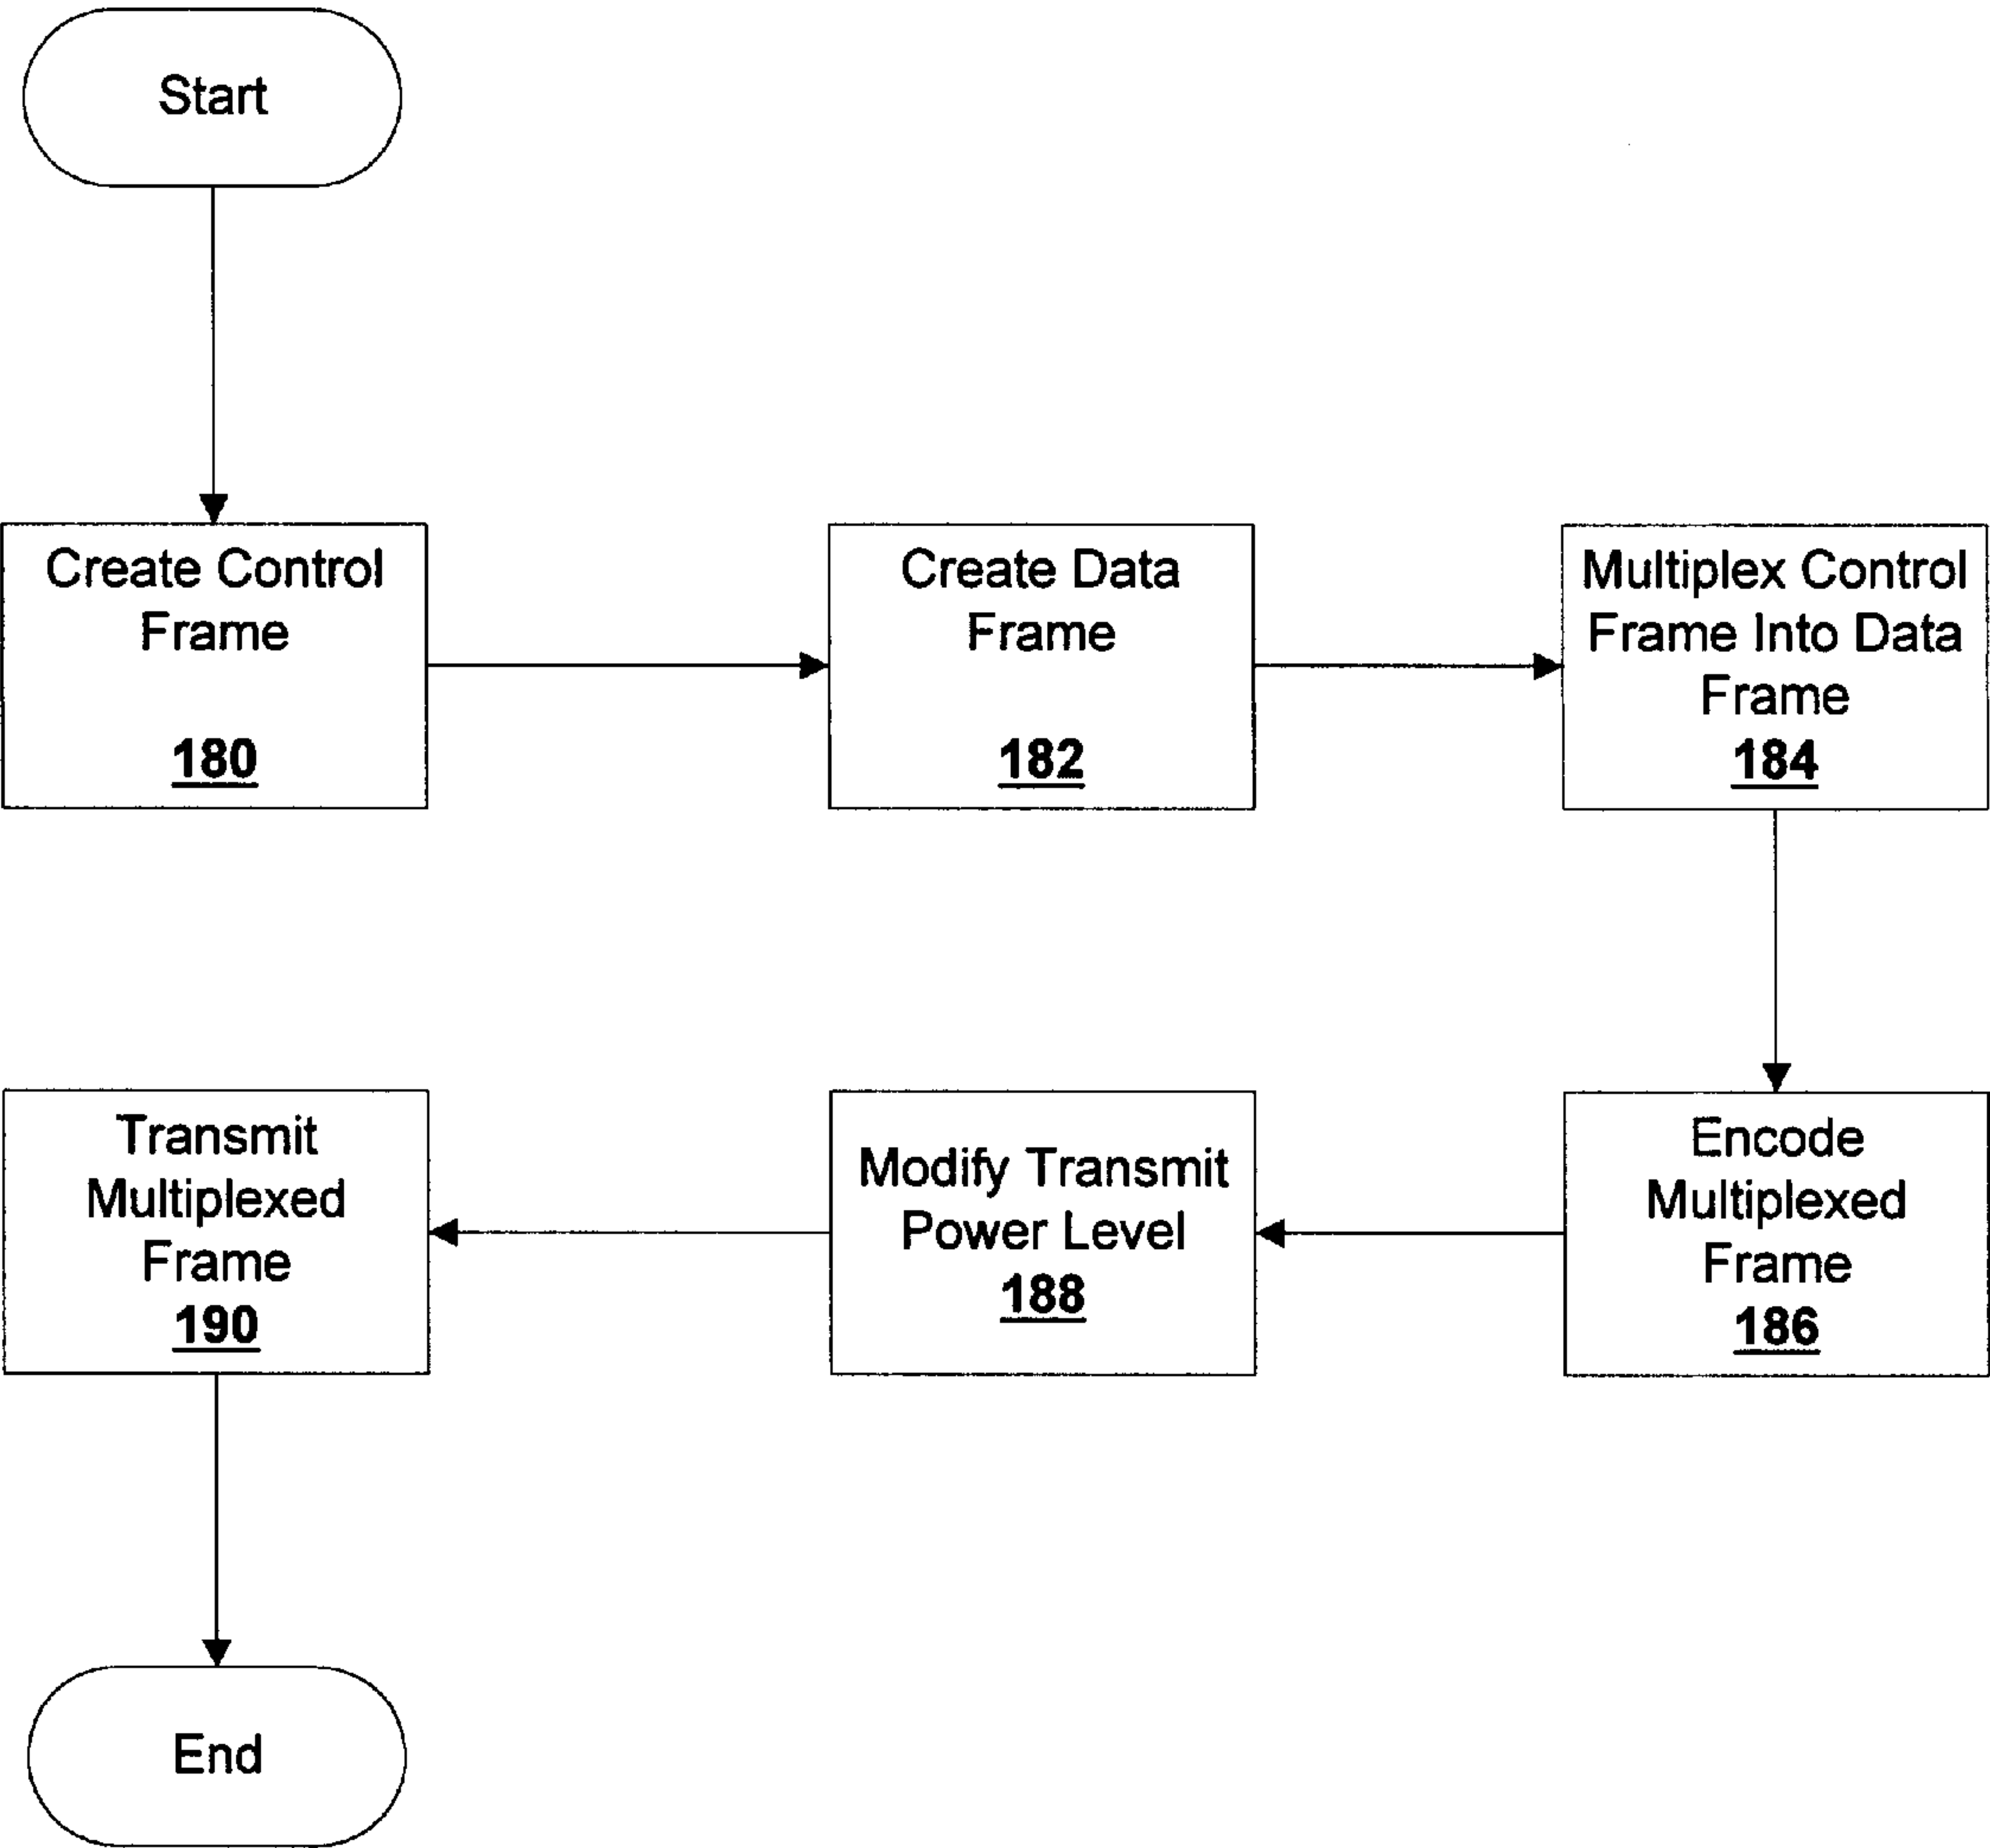 Start
Create Control
Frame
180
Create Data
Frame
182
Multiplex Control
Frame Into Data
Frame
184
Encode
Multiplexed
Frame
186
Modify Transmit
Power Level
188
Transmit
Multiplexed
Frame
190
End